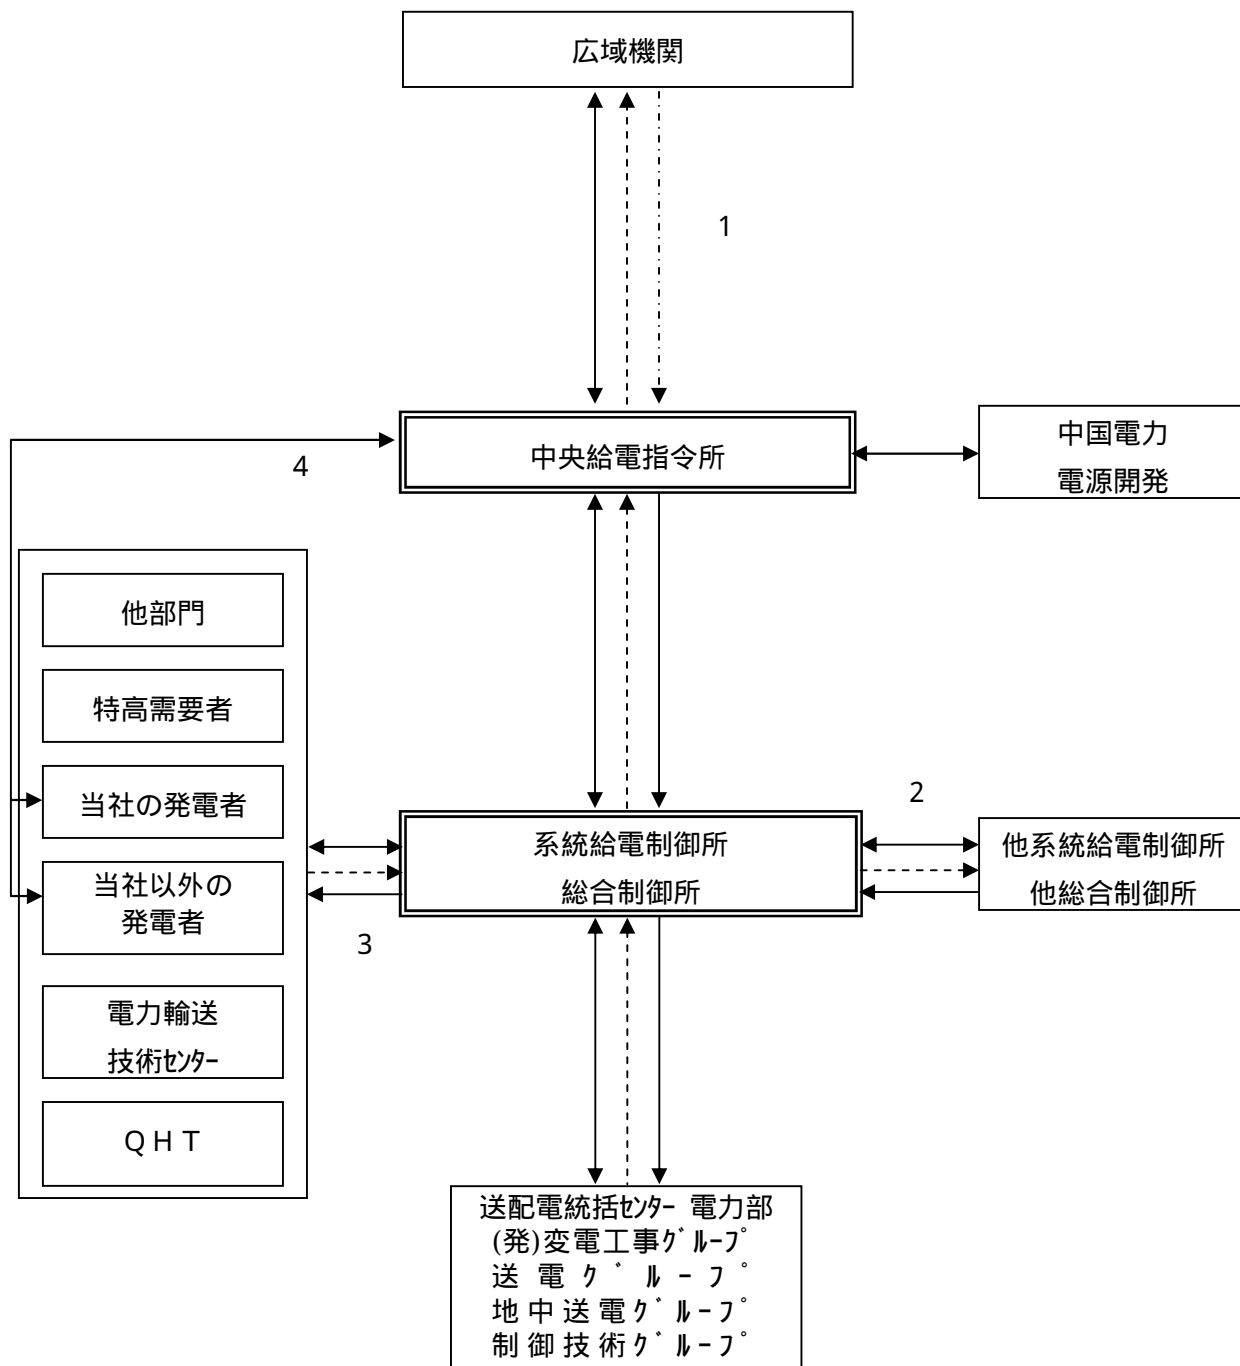 広域機関
1
中央給電指令所
中国電力
電源開発
4
他部門
特高需要者
当社の発電者
当社以外の
発電者
電力輸送
技術ｾﾝﾀｰ
ＱＨＴ
系統給電制御所
総合制御所
2
他系統給電制御所
他総合制御所
3
送配電統括ｾﾝﾀｰ 電力部
(発)変電工事ｸﾞﾙｰﾌﾟ
送 電 ｸ ﾞ ﾙ ｰ ﾌ ﾟ
地 中 送 電 ｸﾞ ﾙ ｰ ﾌﾟ
制 御 技 術 ｸﾞ ﾙ ｰ ﾌﾟ